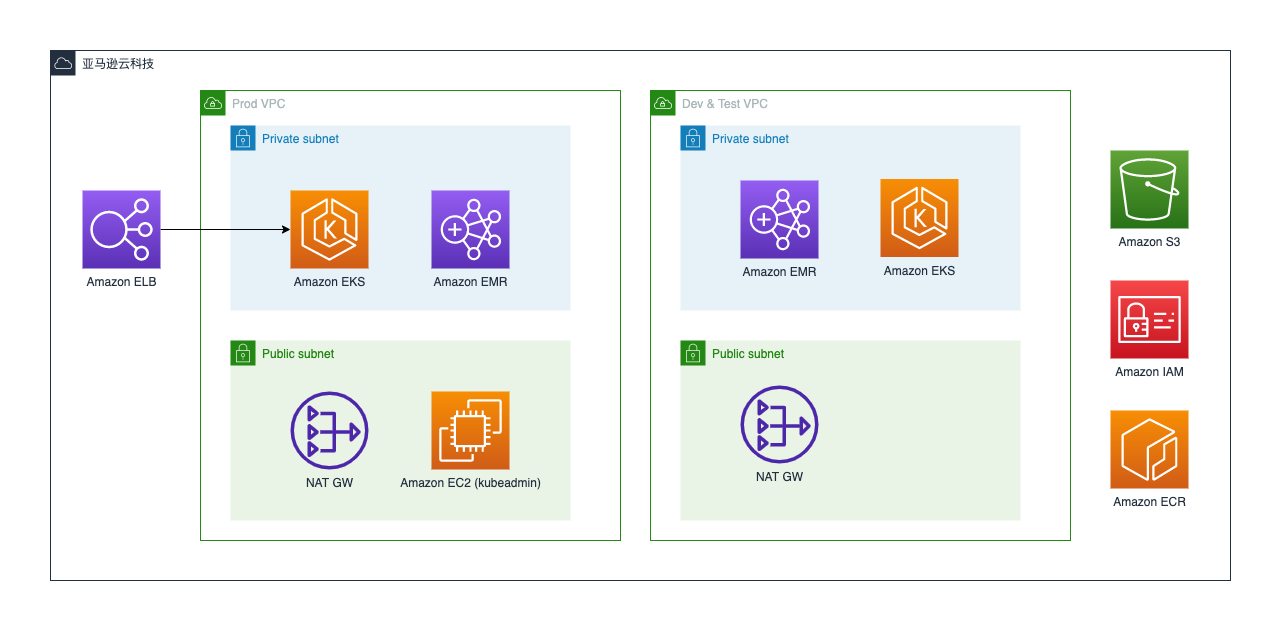 亚马逊云科技
Prod VPC
Private subnet
Amazon ELB
Amazon EKS
Amazon EMR
Public subnet
NAT GW
Amazon EC2 (kubeadmin)
Dev & Test VPC
Private subnet
Amazon EMR
Amazon EKS
Public subnet
NAT GW
Amazon S3
Amazon IAM
Amazon ECR